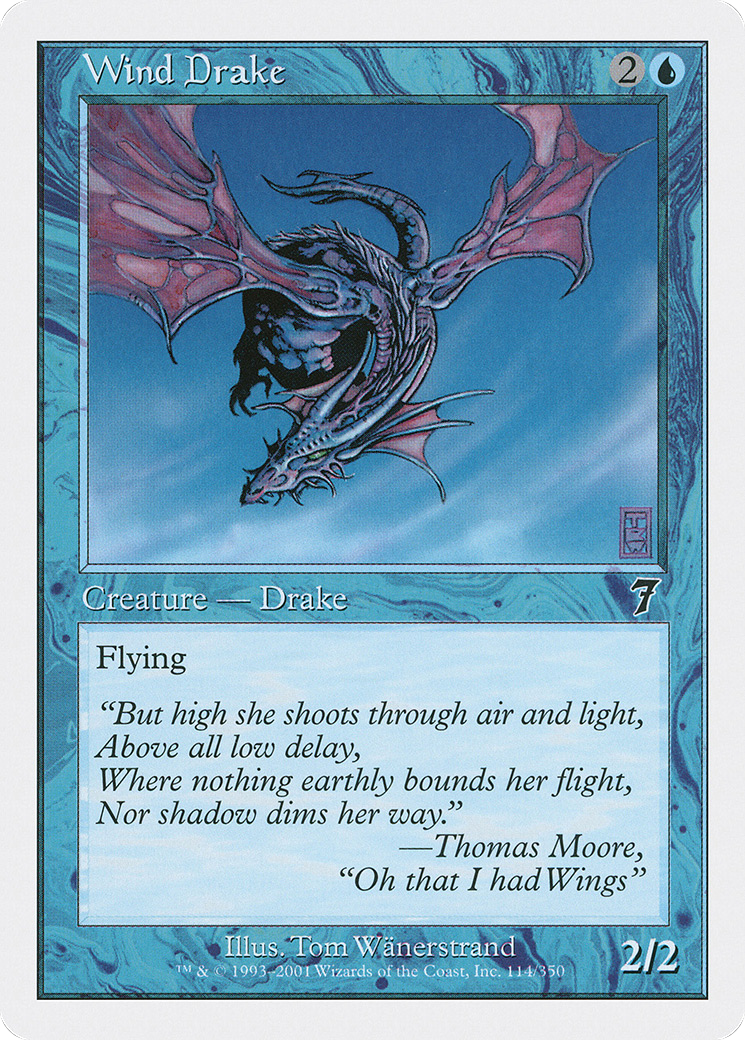 Wind Drake 2
TBW
Creature — Drake 7
Flying
“But high she shoots through air and light,
Above all low delay,
Where nothing earthly bounds her flight,
Nor shadow dims her way.”
—Thomas Moore,
“Oh that I had Wings”
Illus. Tom Wänerstrand
™ & © 1993–2001 Wizards of the Coast, Inc. 114/350
2/2